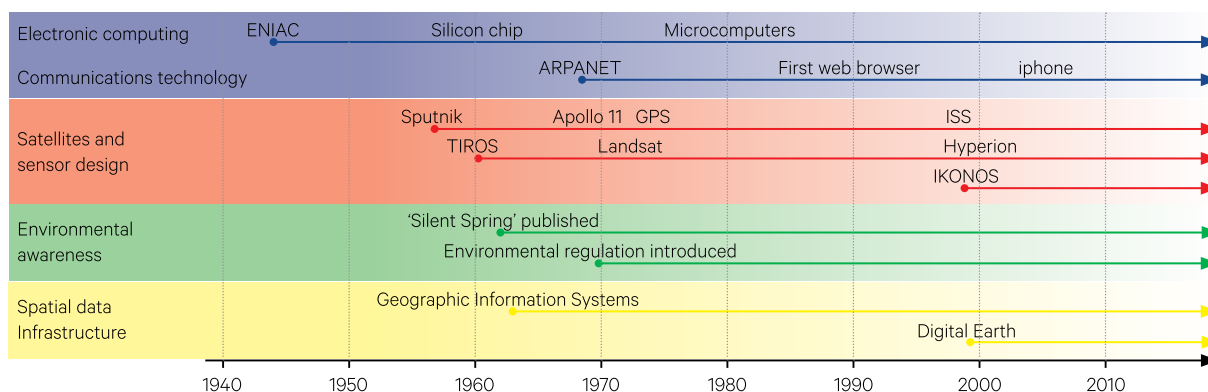 Electronic computing
ENIAC Silicon chip Microcomputers
Communications technology
ARPANET First web browser iphone
Satellites and
sensor design
Sputnik Apollo 11 GPS ISS
TIROS Landsat Hyperion
IKONOS
Environmental
awareness
‘Silent Spring’ published
Environmental regulation introduced
Spatial data
Infrastructure
Geographic Information Systems
Digital Earth
1940 1950 1960 1970 1980 1990 2000 2010